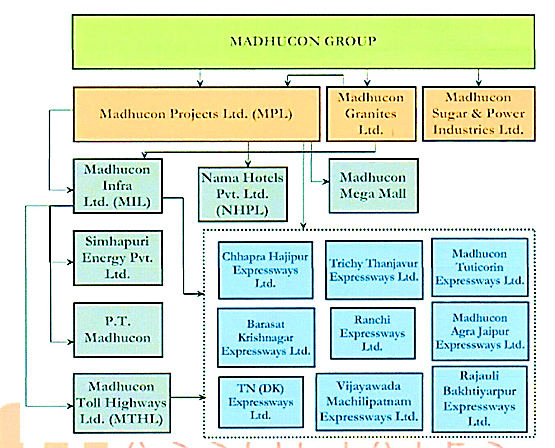 MADHUCON GROUP
Madhucon Projects Ltd. (MPL)
Madhucon
Granites
Ltd.
Madhucon
Sugar & Power
Industries Ltd.
Madhucon
Infra
Ltd. (MIL)
Nama Hotels
Pvt. Ltd.
(NHPL)
Madhucon
Mega Mall
Simhapuri
Energy Pvt.
Ltd.
P.T.
Madhucon
Madhucon
Toll Highways
Ltd. (MTHL)
Chhapra Hajipur
Expressways
Ltd.
Trichy Thanjavur
Expressways Ltd.
Madhucon
Tuticorin
Expressways Ltd.
Barasat
Krishnagar
Expressways Ltd.
Ranchi
Expressways
Ltd.
Madhucon
Agra Jaipur
Expressways Ltd.
TN (DK)
Expressways
Ltd.
Vijayawada
Machilipatnam
Expressways Ltd.
Rajauli
Bakhtiyarpur
Expressways
Ltd.